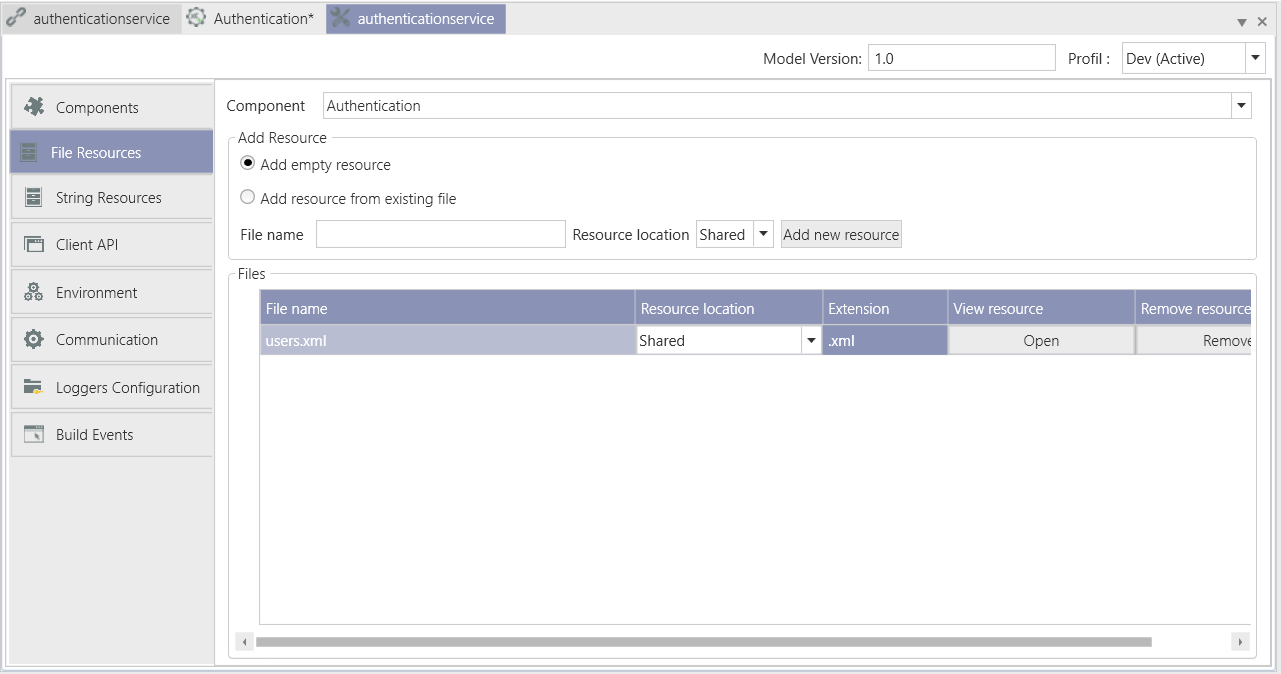 authenticationservice Authentication* authenticationservice
Model Version: 1.0 Profil : Dev (Active)
Components
File Resources
String Resources
Client API
Environment
Communication
Loggers Configuration
Build Events
Component Authentication
Add Resource
Add empty resource
Add resource from existing file
File name Resource location Shared Add new resource
Files
File name Resource location Extension View resource Remove resource
users.xml Shared .xml Open Remove